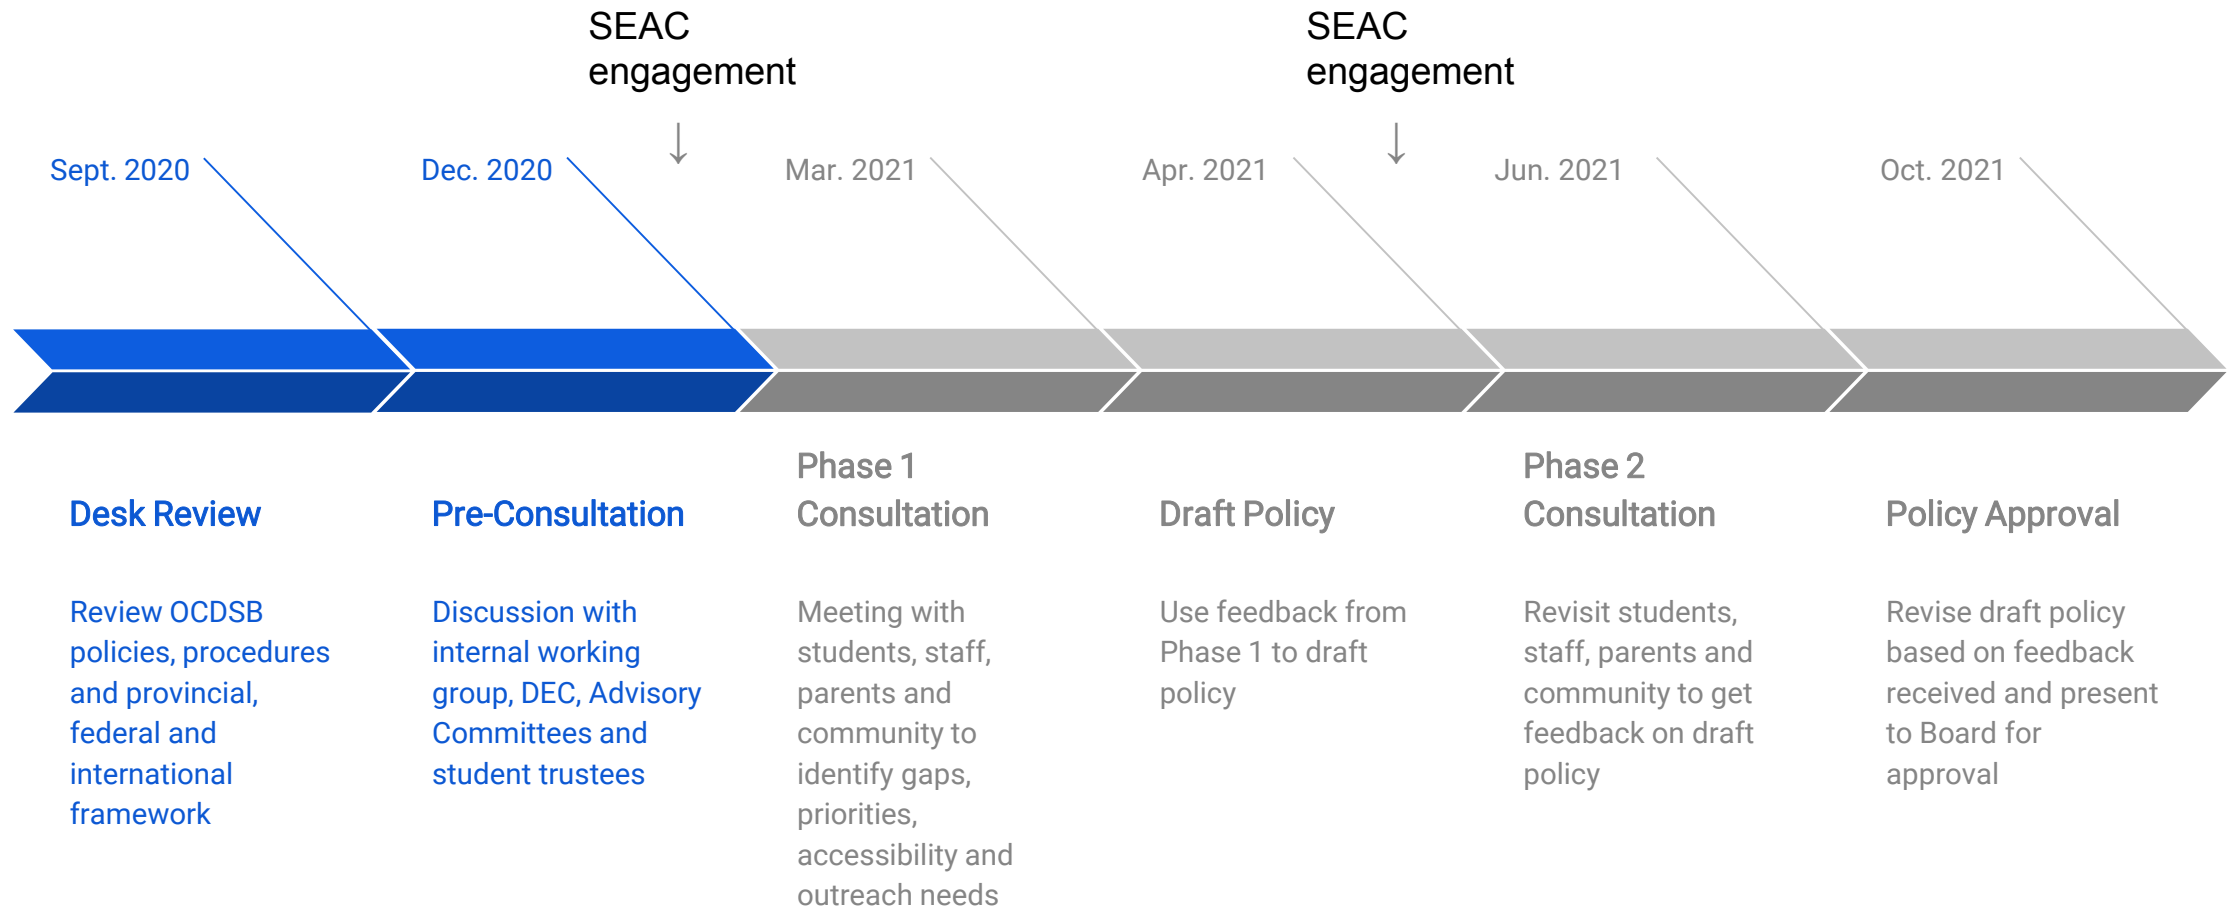 SEAC
engagement
SEAC
engagement
↓
↓
Sept. 2020
Dec. 2020
Mar. 2021
Apr. 2021
Jun. 2021
Oct. 2021
Desk Review
Review OCDSB
policies, procedures
and provincial,
federal and
international
framework
Pre-Consultation
Discussion with
internal working
group, DEC, Advisory
Committees and
student trustees
Phase 1
Consultation
Meeting with
students, staff,
parents and
community to
identify gaps,
priorities,
accessibility and
outreach needs
Draft Policy
Use feedback from
Phase 1 to draft
policy
Phase 2
Consultation
Revisit students,
staff, parents and
community to get
feedback on draft
policy
Policy Approval
Revise draft policy
based on feedback
received and present
to Board for
approval